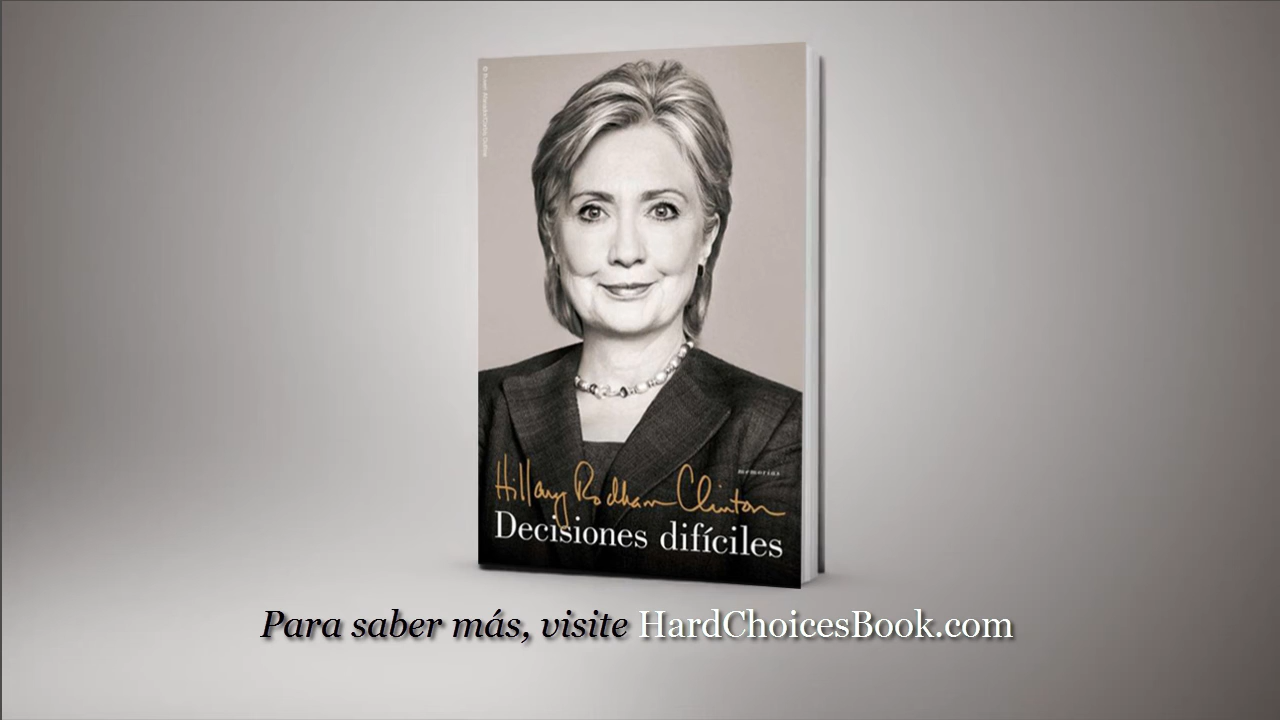 memorias
Hillary Rodham Clinton
Decisiones difíciles
Para saber más, visite HardChoicesBook.com